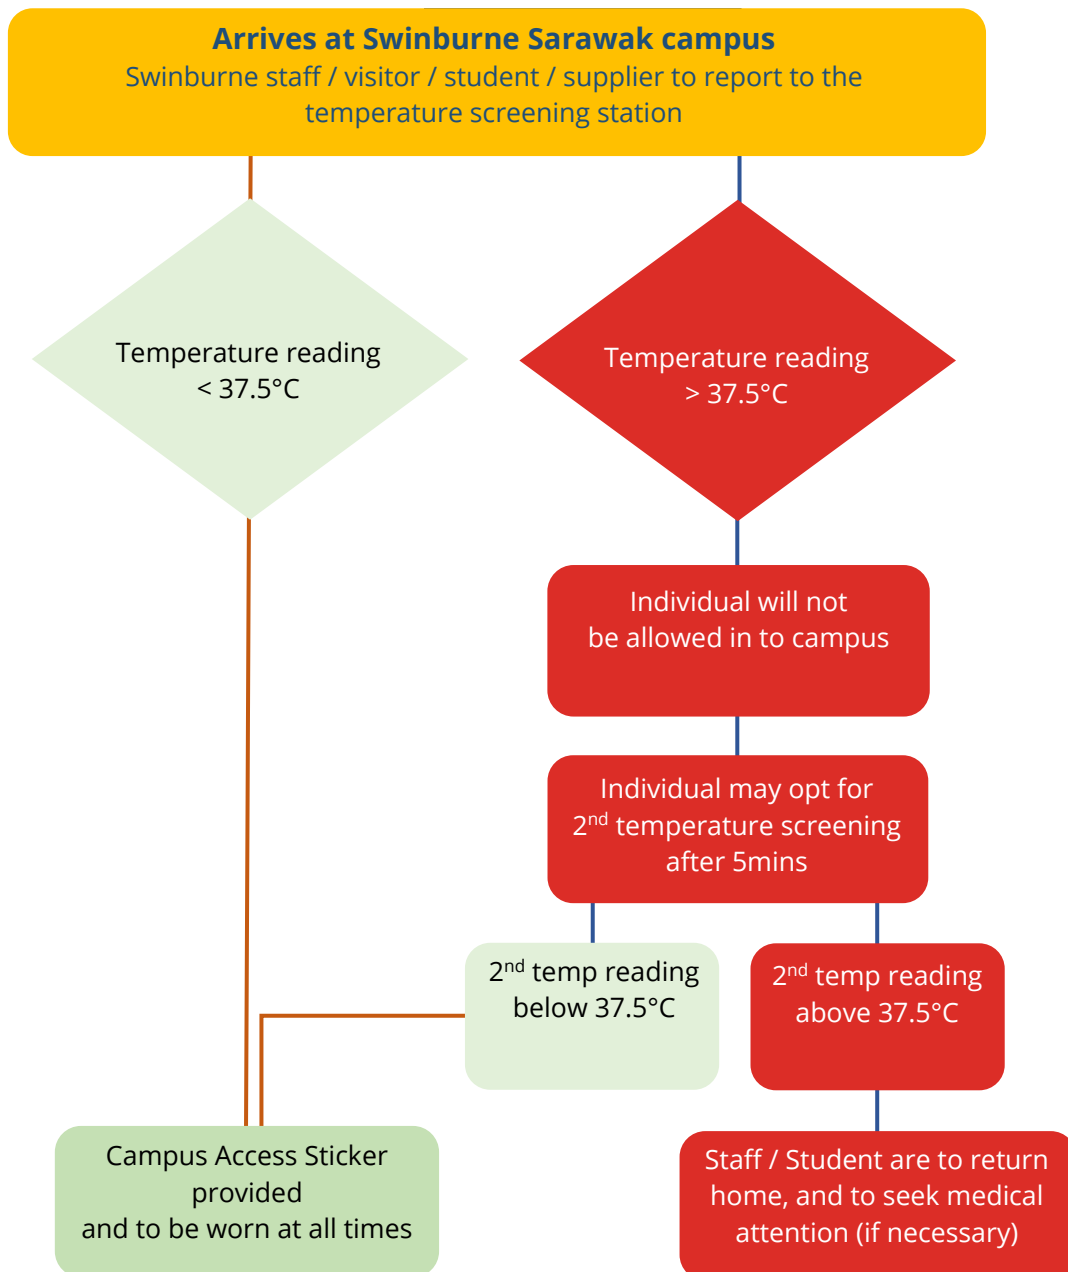 Arrives at Swinburne Sarawak campus
Swinburne staff / visitor / student / supplier to report to the
temperature screening station
Temperature reading
< 37.5°C
Temperature reading
> 37.5°C
Individual will not
be allowed in to campus
Individual may opt for
2nd temperature screening
after 5mins
2nd temp reading
below 37.5°C
2nd temp reading
above 37.5°C
Campus Access Sticker
provided
and to be worn at all times
Staff / Student are to return
home, and to seek medical
attention (if necessary)